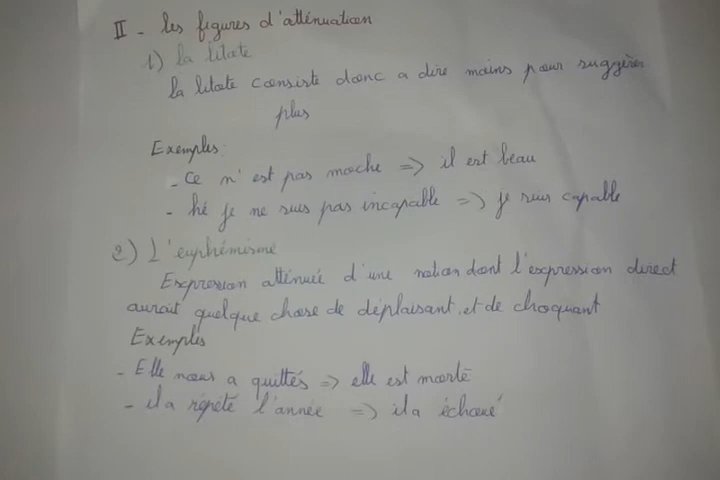 II - les figures d'atténuation
1) la litote
la litote consiste donc a dire moins pour suggérer
plus
Exemples:
- Ce n'est pas moche => il est beau
- hé je ne suis pas incapable => je suis capable
2) L'euphémisme
Expression atténuée d'une notion dont l'expression direct
aurait quelque chose de déplaisant, et de choquant
Exemples
- Elle nous a quittés => elle est morte
- il a répété l'année => il a échoué